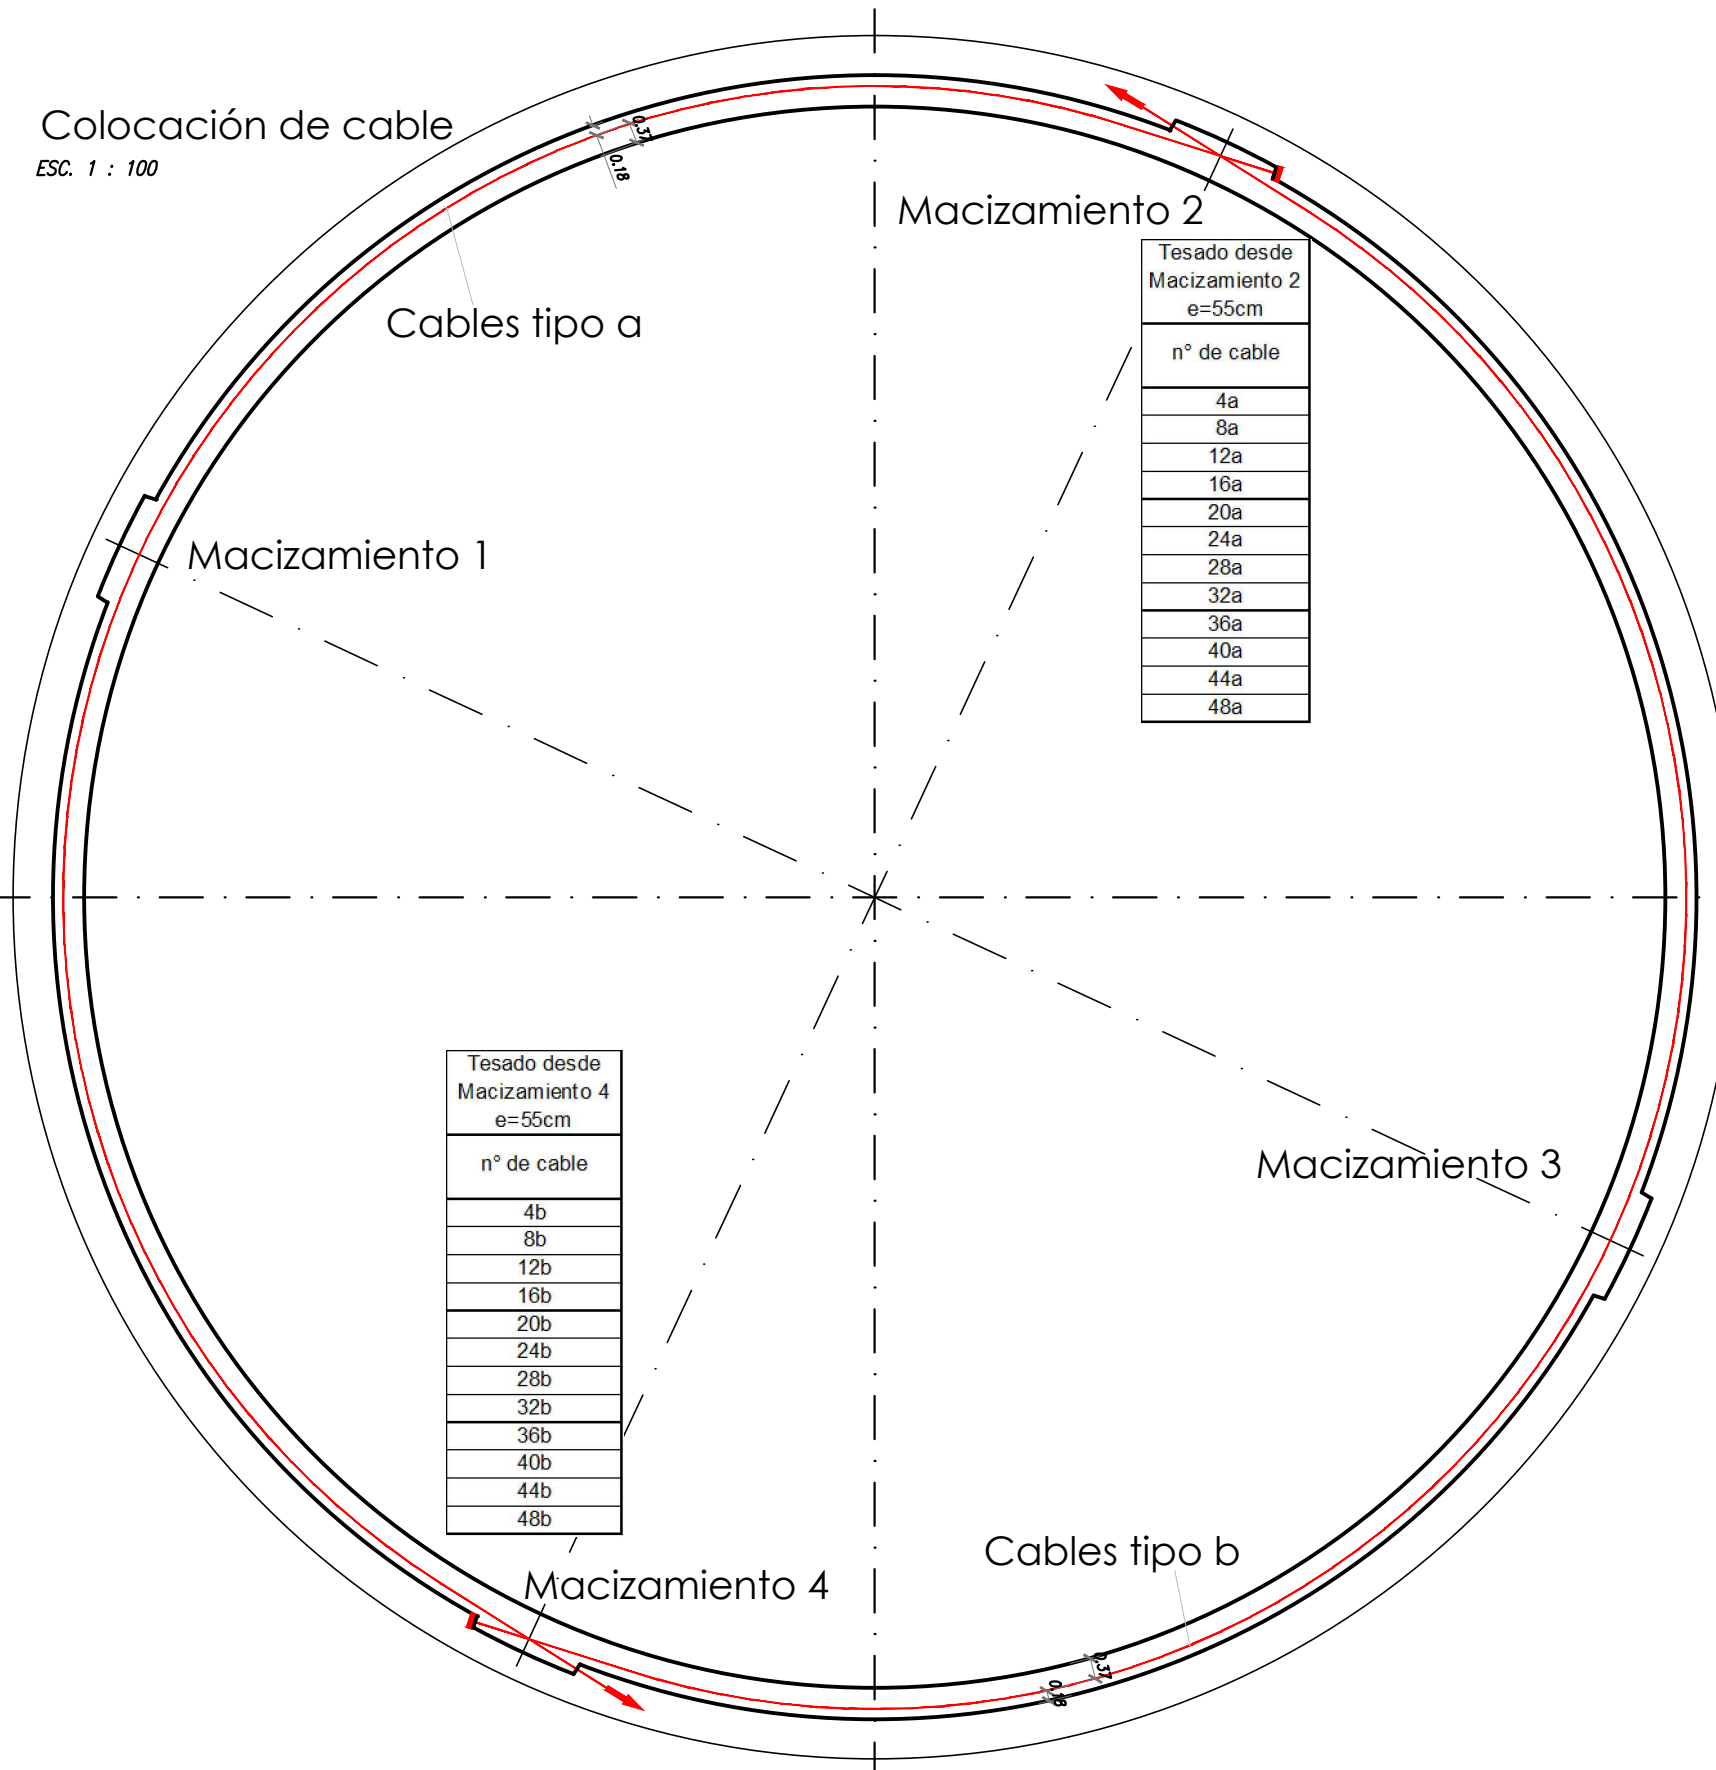 Colocación de cable
ESC. 1 : 100
0,37
0.18
Macizamiento 2
Tesado desde
Macizamiento 2
e=55cm
n° de cable
4a
8a
12a
16a
20a
24a
28a
32a
36a
40a
44a
48a
Cables tipo a
Macizamiento 1
Tesado desde
Macizamiento 4
e=55cm
n° de cable
4b
8b
12b
16b
20b
24b
28b
32b
36b
40b
44b
48b
Macizamiento 3
Cables tipo b
Macizamiento 4
0,37
0,18